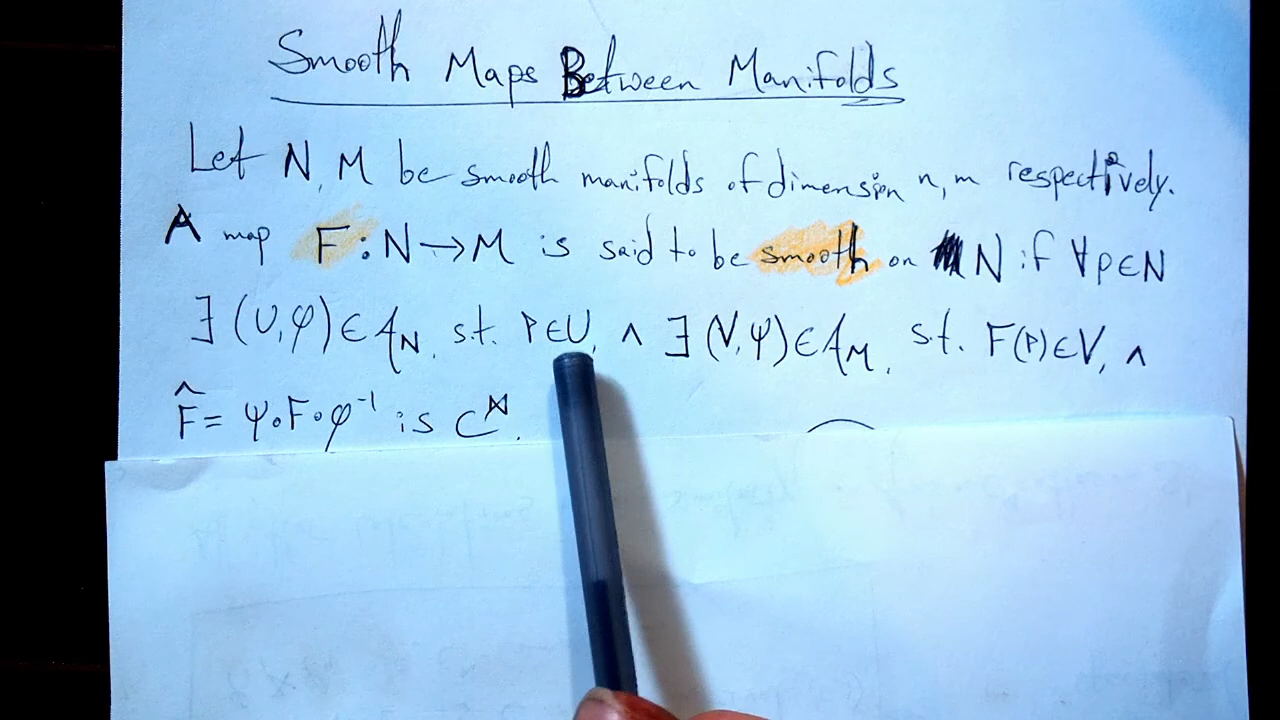 Smooth Maps Between Manifolds
Let N, M be smooth manifolds of dimension n, m respectively.
A map F : N → M is said to be smooth on N if ∀p∈N
∃ (U,φ)∈A_N, s.t. p∈U, ∧ ∃ (V,ψ)∈A_M, s.t. F(p)∈V, ∧
F̂ = ψ∘F∘φ⁻¹ is C^∞.